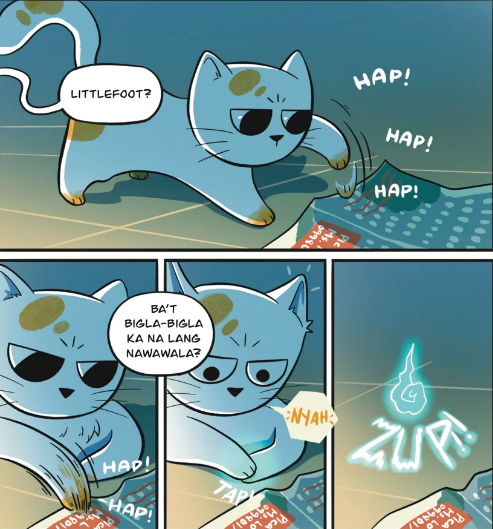 LITTLEFOOT?
HAP!
HAP!
HAP!
BA'T
BIGLA-BIGLA
KA NA LANG
NAWAWALA?
HAP!
HAP!
NYAH
TAP!
ZUP!